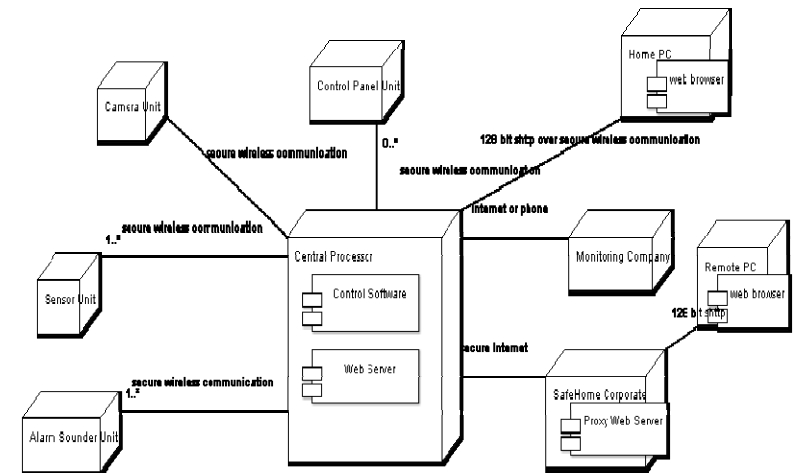 Home PC
web browser
Control Panel Unit
Camera Unit
0..*
128 bit shttp over secure wireless communication
secure wireless communication
secure wireless communication
Internet or phone
secure wireless communication
1..*
Central Processor
Monitoring Company
Remote PC
web browser
Sensor Unit
Control Software
128 bit shttp
secure Internet
Web Server
secure wireless communication
1..*
SafeHome Corporate
Proxy Web Server
Alarm Sounder Unit